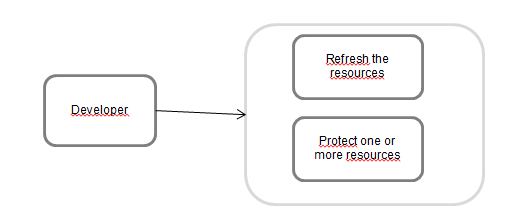 Developer
Refresh the
resources
Protect one or
more resources